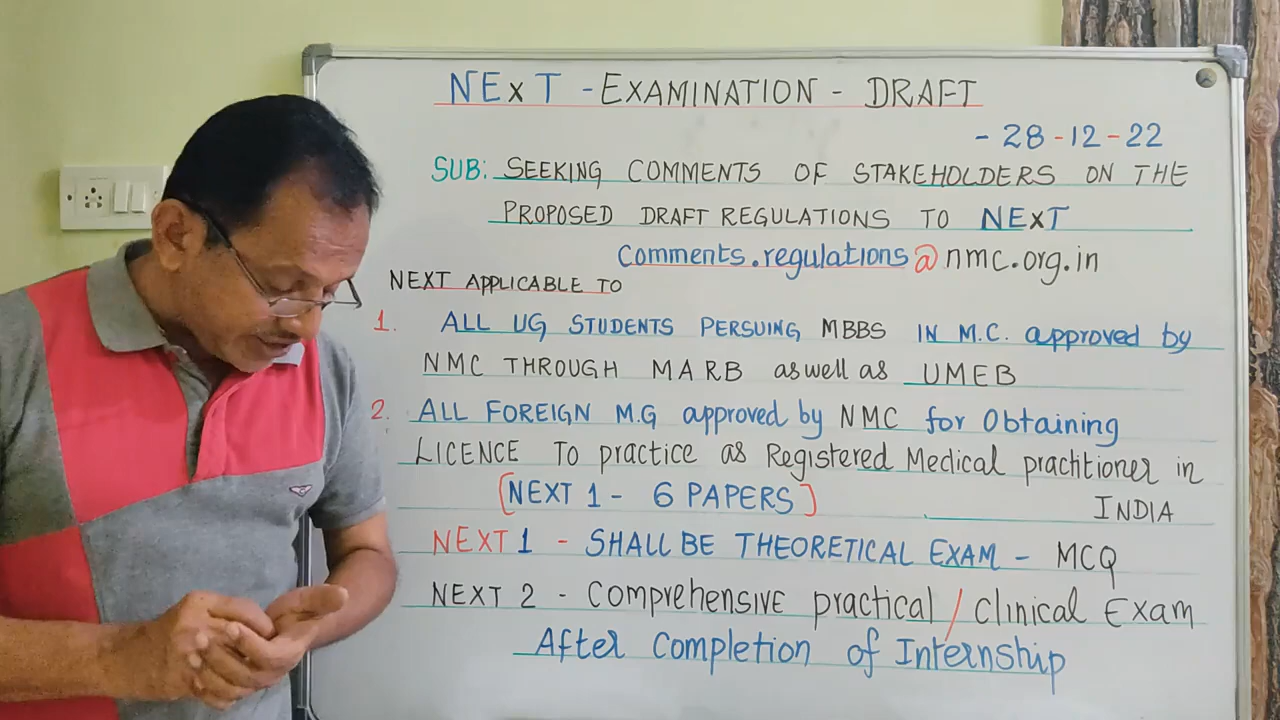 NExT - EXAMINATION - DRAFT
- 28-12-22
SUB: SEEKING COMMENTS OF STAKEHOLDERS ON THE
PROPOSED DRAFT REGULATIONS TO NExT
Comments.regulations@nmc.org.in
NEXT APPLICABLE TO
1. ALL UG STUDENTS PERSUING MBBS IN M.C. approved by
NMC THROUGH MARB as well as UMEB
2. ALL FOREIGN M.G approved by NMC for Obtaining
LICENCE To practice as Registered Medical practitioner in
INDIA
[NEXT 1 - 6 PAPERS]
NEXT 1 - SHALL BE THEORETICAL EXAM - MCQ
NEXT 2 - Comprehensive practical / Clinical Exam
After Completion of Internship